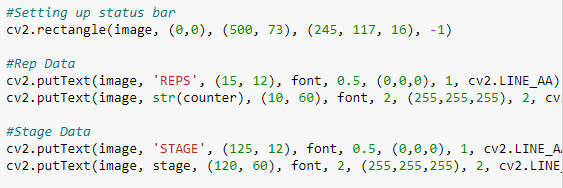 #Setting up status bar
cv2.rectangle(image, (0,0), (500, 73), (245, 117, 16), -1)
#Rep Data
cv2.putText(image, 'REPS', (15, 12), font, 0.5, (0,0,0), 1, cv2.LINE_AA)
cv2.putText(image, str(counter), (10, 60), font, 2, (255,255,255), 2, cv
#Stage Data
cv2.putText(image, 'STAGE', (125, 12), font, 0.5, (0,0,0), 1, cv2.LINE_A
cv2.putText(image, stage, (120, 60), font, 2, (255,255,255), 2, cv2.LINE_